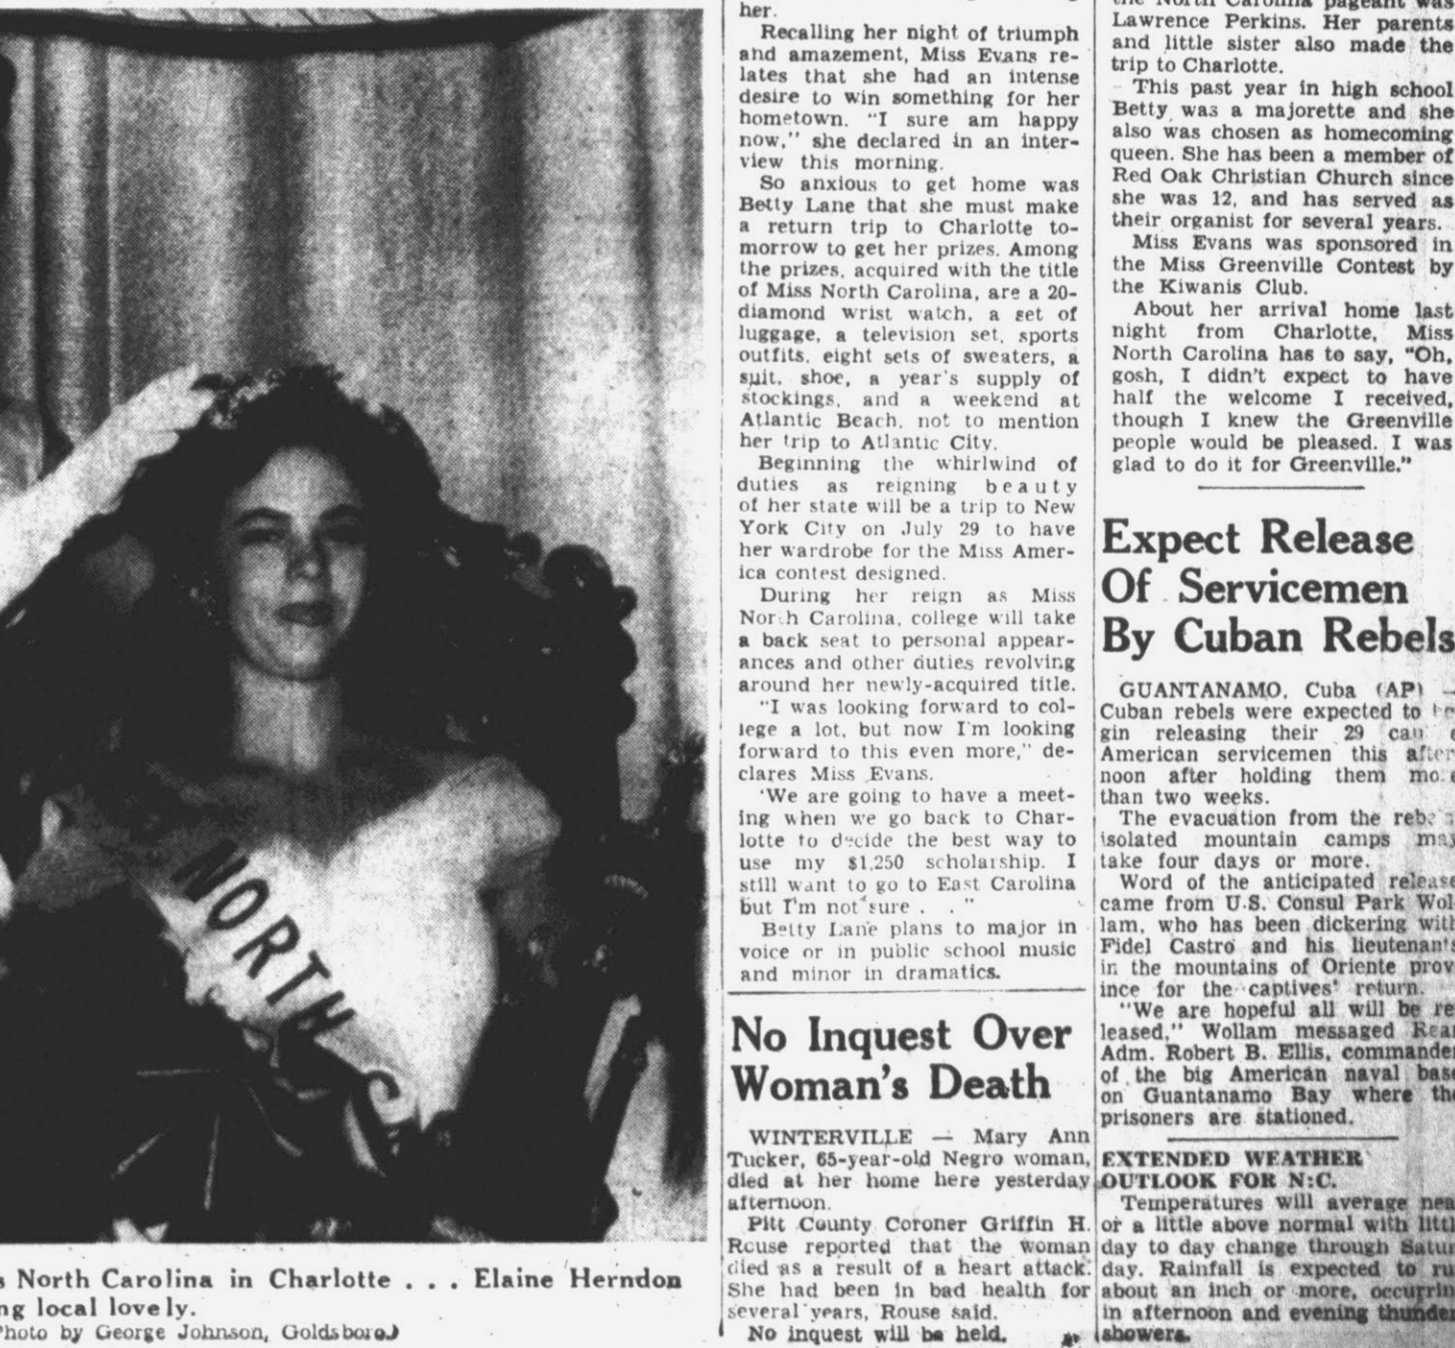 NORTH C
s North Carolina in Charlotte . . . Elaine Herndon
ng local lovely.
Photo by George Johnson, Goldsboro)
her.
Recalling her night of triumph
and amazement, Miss Evans re-
lates that she had an intense
desire to win something for her
hometown. "I sure am happy
now," she declared in an inter-
view this morning.
So anxious to get home was
Betty Lane that she must make
a return trip to Charlotte to-
morrow to get her prizes. Among
the prizes, acquired with the title
of Miss North Carolina, are a 20-
diamond wrist watch, a set of
luggage, a television set, sports
outfits, eight sets of sweaters, a
suit, shoe, a year's supply of
stockings, and a weekend at
Atlantic Beach, not to mention
her trip to Atlantic City.
Beginning the whirlwind of
duties as reigning beauty
of her state will be a trip to New
York City on July 29 to have
her wardrobe for the Miss Amer-
ica contest designed.
During her reign as Miss
North Carolina, college will take
a back seat to personal appear-
ances and other duties revolving
around her newly-acquired title.
"I was looking forward to col-
lege a lot, but now I'm looking
forward to this even more," de-
clares Miss Evans.
'We are going to have a meet-
ing when we go back to Char-
lotte to decide the best way to
use my $1,250 scholarship. I
still want to go to East Carolina
but I'm not sure . . "
Betty Lane plans to major in
voice or in public school music
and minor in dramatics.
No Inquest Over
Woman's Death
WINTERVILLE — Mary Ann
Tucker, 65-year-old Negro woman,
died at her home here yesterday
afternoon.
Pitt County Coroner Griffin H.
Rouse reported that the woman
died as a result of a heart attack.
She had been in bad health for
several years, Rouse said.
No inquest will be held.
the North Carolina pageant was
Lawrence Perkins. Her parents
and little sister also made the
trip to Charlotte.
This past year in high school
Betty was a majorette and she
also was chosen as homecoming
queen. She has been a member of
Red Oak Christian Church since
she was 12, and has served as
their organist for several years.
Miss Evans was sponsored in
the Miss Greenville Contest by
the Kiwanis Club.
About her arrival home last
night from Charlotte, Miss
North Carolina has to say, "Oh,
gosh, I didn't expect to have
half the welcome I received,
though I knew the Greenville
people would be pleased. I was
glad to do it for Greenville."
Expect Release
Of Servicemen
By Cuban Rebels
GUANTANAMO, Cuba (AP) —
Cuban rebels were expected to be
gin releasing their 29
American servicemen this after
noon after holding them more
than two weeks.
The evacuation from the
isolated mountain camps may
take four days or more.
Word of the anticipated release
came from U.S. Consul Park Wol
lam, who has been dickering with
Fidel Castro and his lieutenants
in the mountains of Oriente prov
ince for the captives' return.
"We are hopeful all will be re
leased," Wollam messaged Rear
Adm. Robert B. Ellis, commander
of the big American naval base
on Guantanamo Bay where the
prisoners are stationed.
EXTENDED WEATHER
OUTLOOK FOR N.C.
Temperatures will average near
or a little above normal with littl
day to day change through Satur
day. Rainfall is expected to ru
about an inch or more, occurrin
in afternoon and evening thunder
showers.